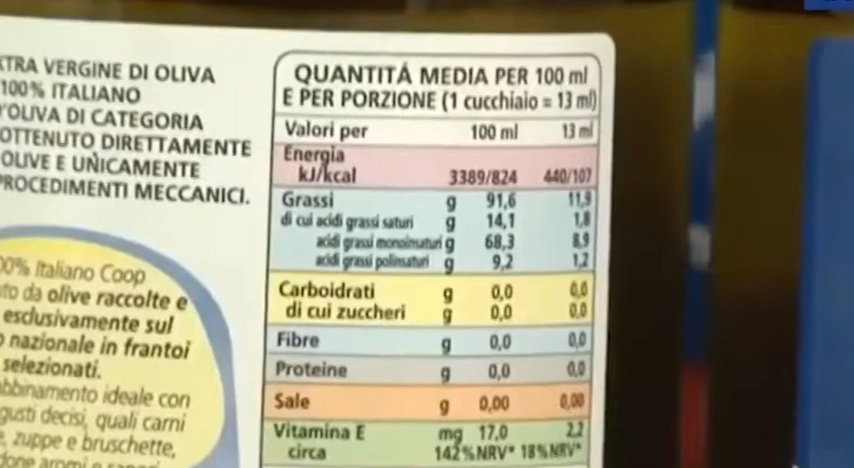 TRA VERGINE DI OLIVA
100% ITALIANO
OLIVA DI CATEGORIA
OTTENUTO DIRETTAMENTE
OLIVE E UNICAMENTE
PROCEDIMENTI MECCANICI.
0% Italiano Coop
da olive raccolte e
esclusivamente sul
nazionale in frantoi
selezionati.
abbinamento ideale con
gusti decisi, quali carni
zuppe e bruschette,
QUANTITÁ MEDIA PER 100 ml
E PER PORZIONE (1 cucchiaio = 13 ml)
Valori per 100 ml 13 ml
Energia
kJ/kcal 3389/824 440/107
Grassi g 91,6 11,9
di cui acidi grassi saturi g 14,1 1,8
acidi grassi monoinsaturi g 68,3 8,9
acidi grassi polinsaturi g 9,2 1,2
Carboidrati g 0,0 0,0
di cui zuccheri g 0,0 0,0
Fibre g 0,0 0,0
Proteine g 0,0 0,0
Sale g 0,00 0,00
Vitamina E mg 17,0 2,2
circa 142%NRV* 18%NRV*